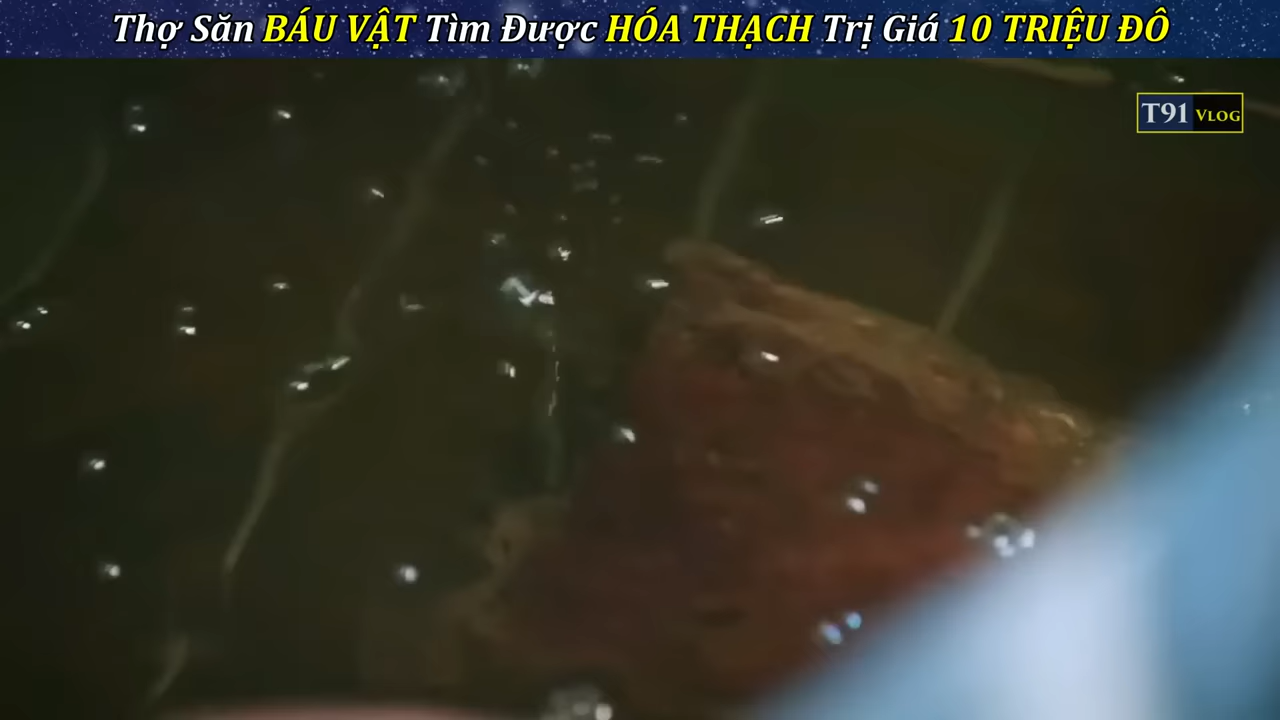 Thợ Săn BÁU VẬT Tìm Được HÓA THẠCH Trị Giá 10 TRIỆU ĐÔ
T91 VLOG